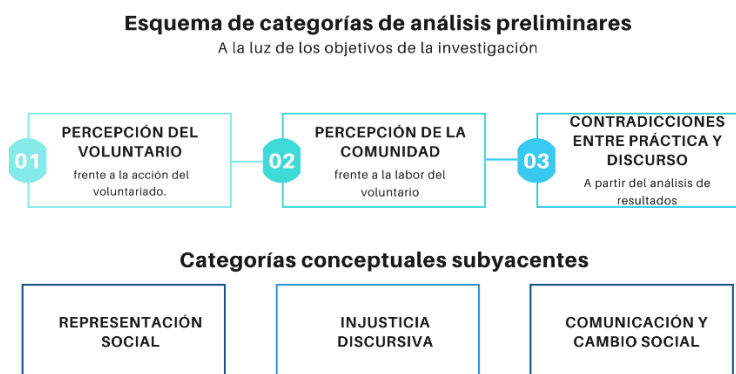 Esquema de categorías de análisis preliminares
A la luz de los objetivos de la investigación
01
PERCEPCIÓN DEL
VOLUNTARIO
frente a la acción del
voluntariado.
02
PERCEPCIÓN DE LA
COMUNIDAD
frente a la labor del
voluntario
03
CONTRADICCIONES
ENTRE PRÁCTICA Y
DISCURSO
A partir del análisis de
resultados
Categorías conceptuales subyacentes
REPRESENTACIÓN
SOCIAL
INJUSTICIA
DISCURSIVA
COMUNICACIÓN Y
CAMBIO SOCIAL